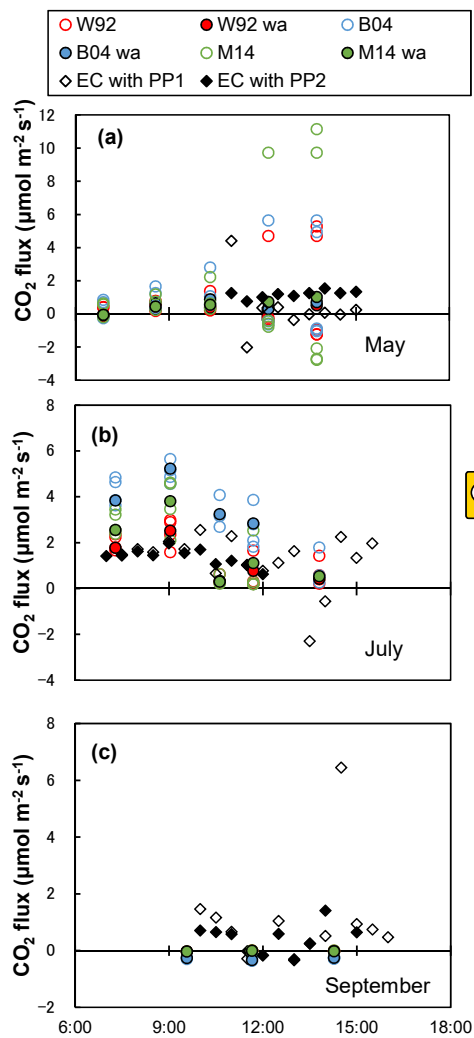 W92 W92 wa B04
B04 wa M14 M14 wa
EC with PP1 EC with PP2
12
10
8
6
4
2
0
−2
−4
CO₂ flux (µmol m⁻² s⁻¹)
(a)
May
8
6
4
2
0
−2
−4
CO₂ flux (µmol m⁻² s⁻¹)
(b)
July
8
6
4
2
0
−2
CO₂ flux (µmol m⁻² s⁻¹)
(c)
September
6:00 9:00 12:00 15:00 18:00